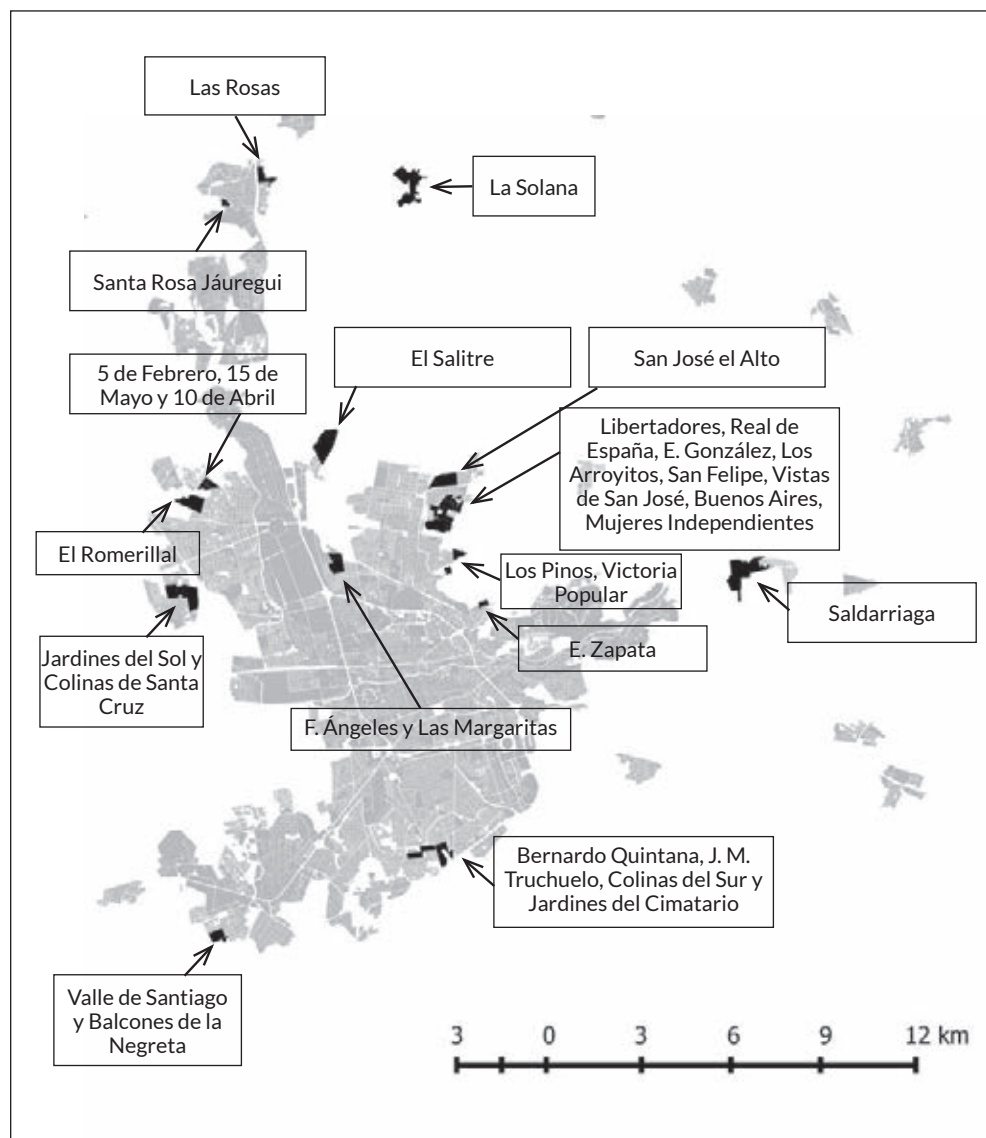 Las Rosas
La Solana
Santa Rosa Jáuregui
El Salitre
San José el Alto
5 de Febrero, 15 de
Mayo y 10 de Abril
Libertadores, Real de
España, E. González, Los
Arroyitos, San Felipe, Vistas
de San José, Buenos Aires,
Mujeres Independientes
El Romerillal
Los Pinos, Victoria
Popular
Saldarriaga
E. Zapata
Jardines del Sol y
Colinas de Santa
Cruz
F. Ángeles y Las Margaritas
Bernardo Quintana, J. M.
Truchuelo, Colinas del Sur y
Jardines del Cimatario
Valle de Santiago
y Balcones de la
Negreta
3 0 3 6 9 12 km